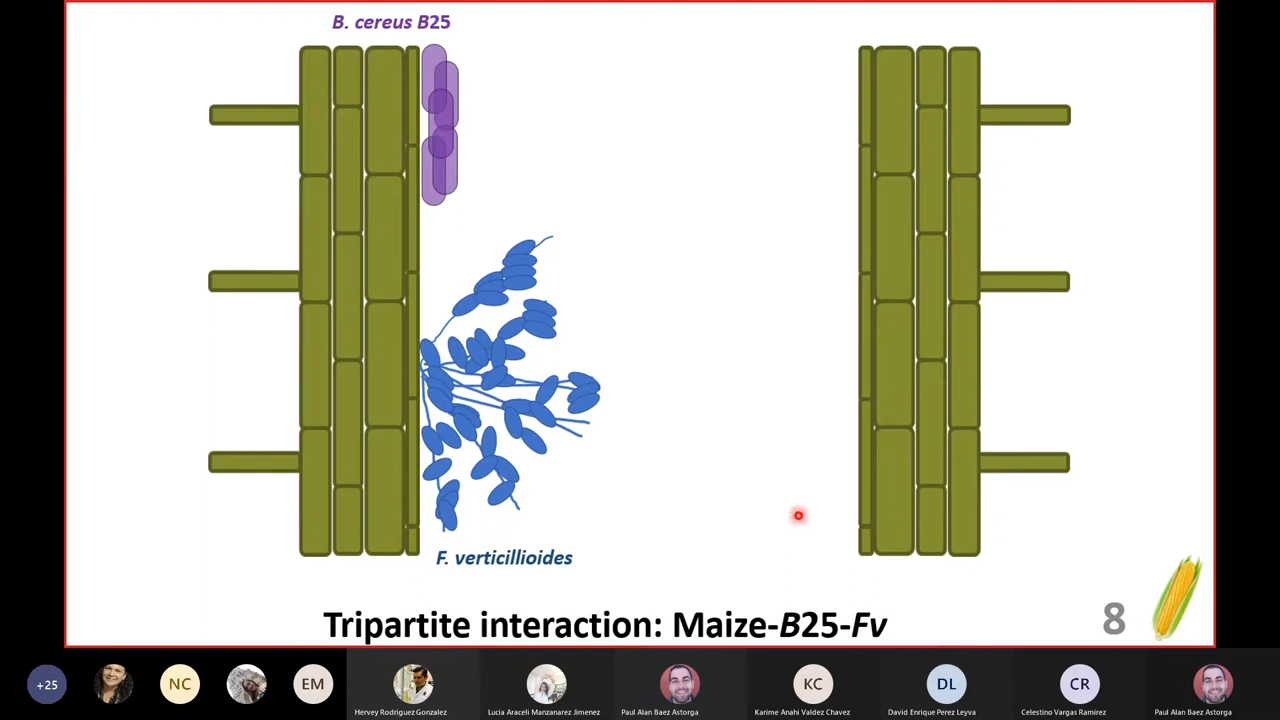 B. cereus B25
F. verticillioides
Tripartite interaction: Maize-B25-Fv
8
+25
NC
EM
KC
DL
CR
Hervey Rodriguez Gonzalez
Lucia Araceli Manzanarez Jimenez
Paul Alan Baez Astorga
Karime Anahi Valdez Chavez
David Enrique Perez Leyva
Celestino Vargas Ramirez
Paul Alan Baez Astorga